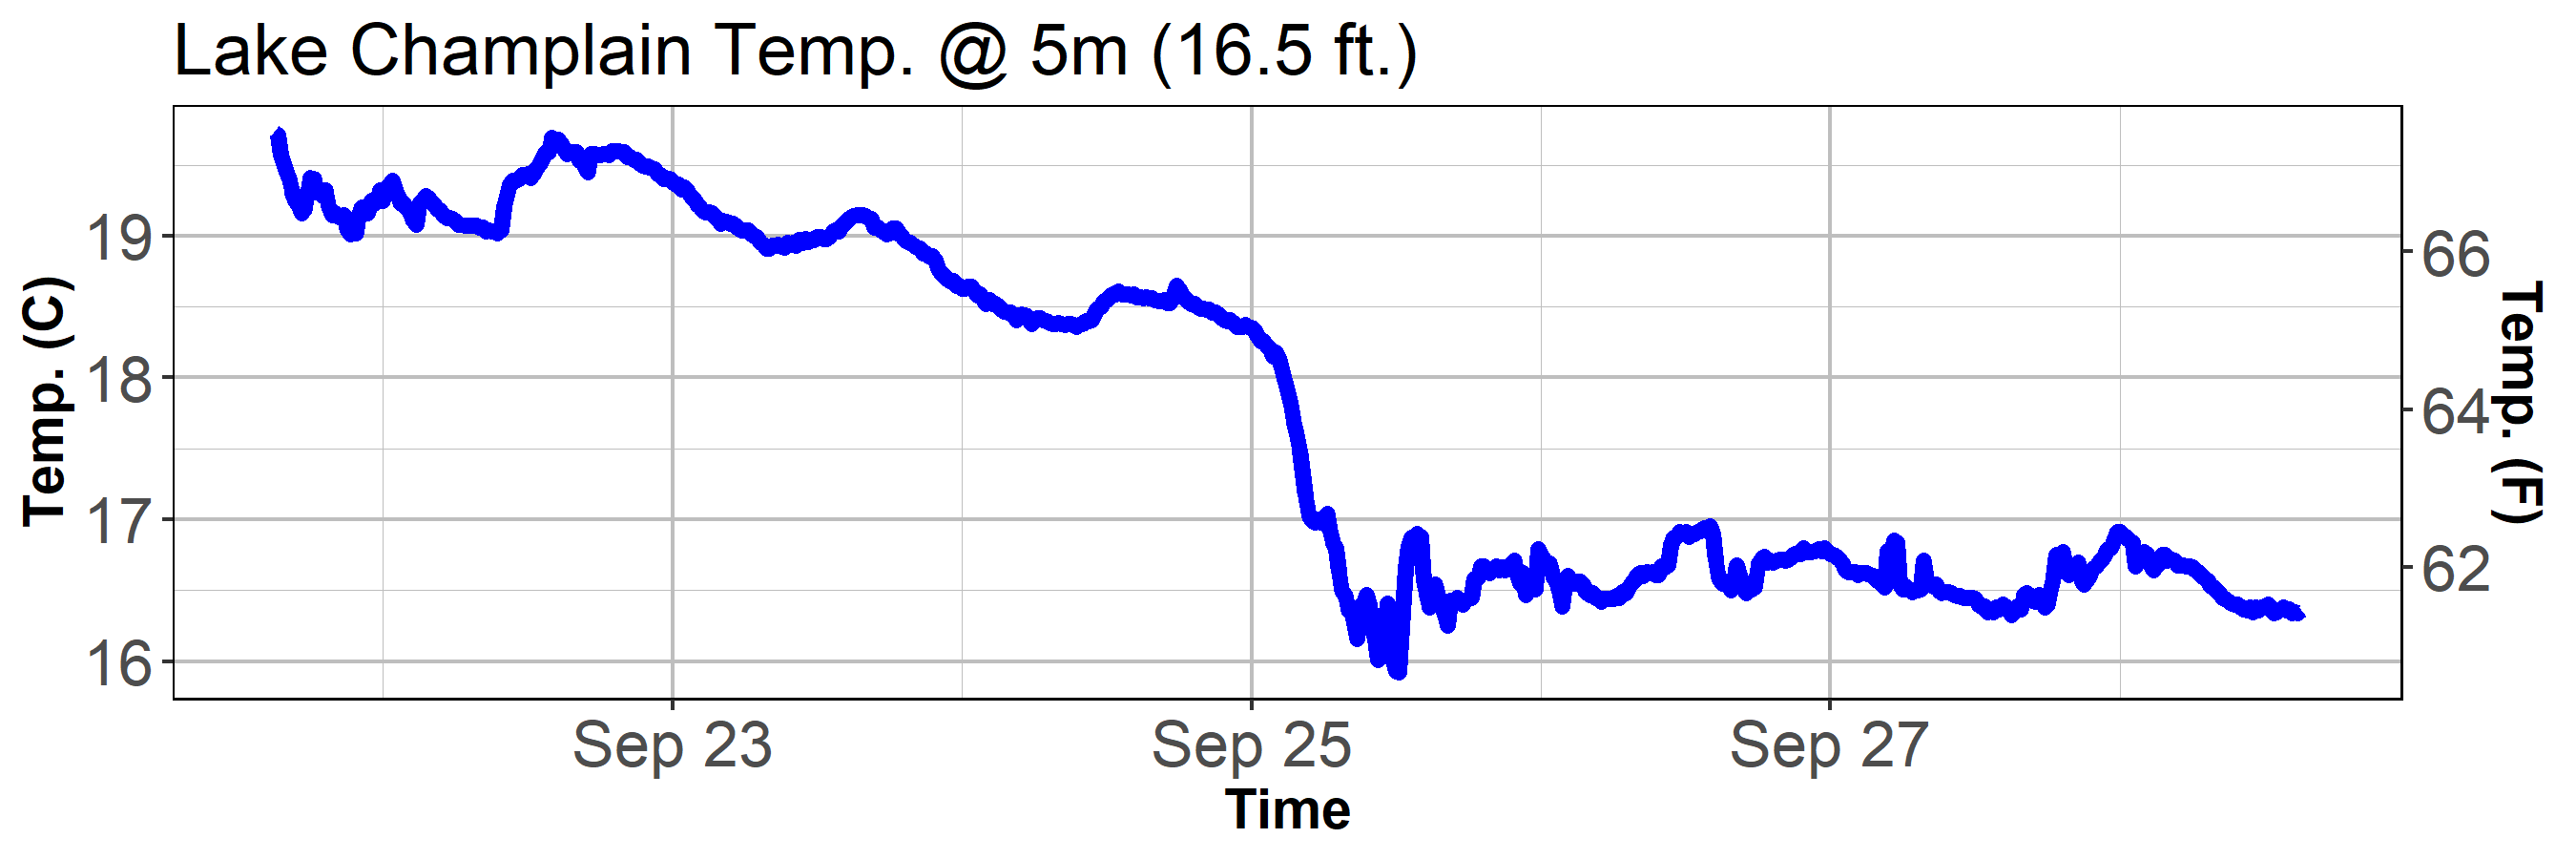 Lake Champlain Temp. @ 5m (16.5 ft.)
Temp. (C)
19
18
17
16
66
64
62
Temp. (F)
Sep 23
Sep 25
Sep 27
Time